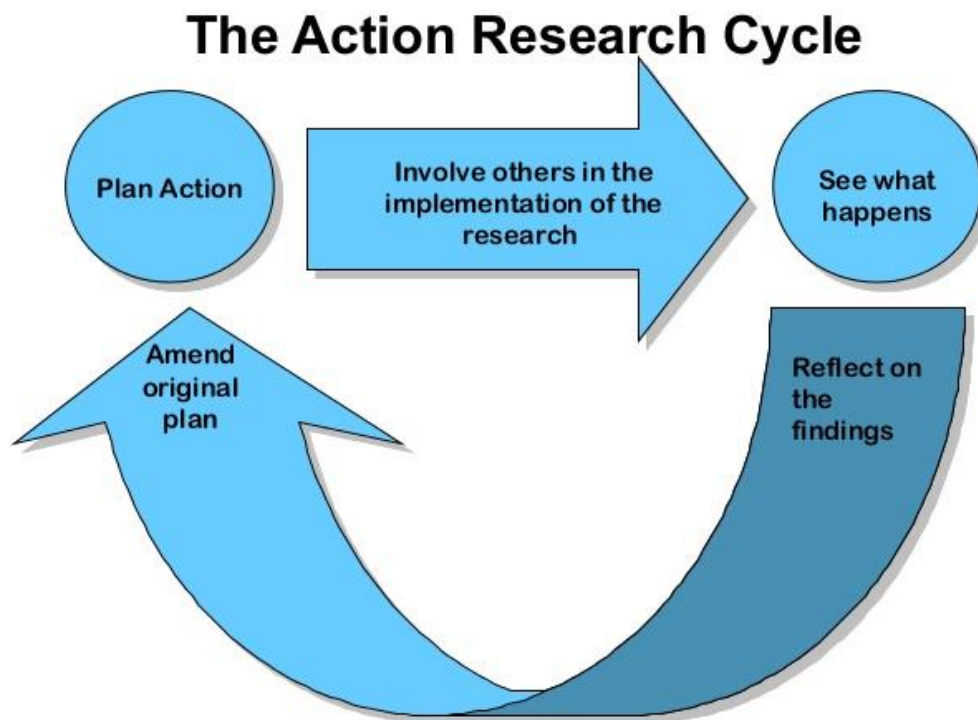 The Action Research Cycle
Plan Action
Involve others in the
implementation of the
research
See what
happens
Reflect on
the
findings
Amend
original
plan